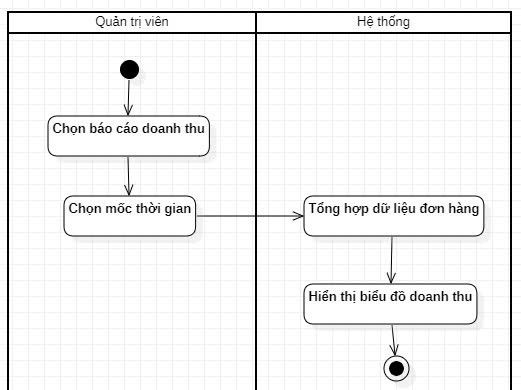 Quản trị viên
Hệ thống
Chọn báo cáo doanh thu
Chọn mốc thời gian
Tổng hợp dữ liệu đơn hàng
Hiển thị biểu đồ doanh thu